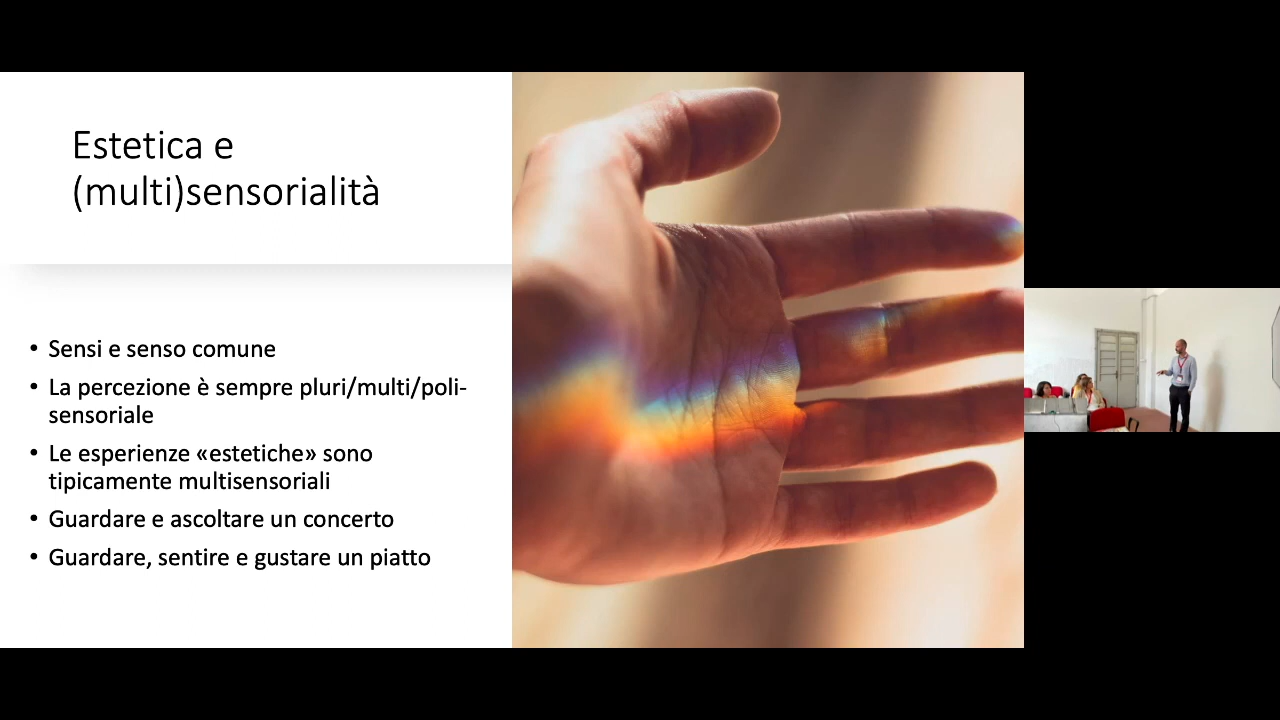 Estetica e
(multi)sensorialità
• Sensi e senso comune
• La percezione è sempre pluri/multi/poli-
sensoriale
• Le esperienze «estetiche» sono
tipicamente multisensoriali
• Guardare e ascoltare un concerto
• Guardare, sentire e gustare un piatto